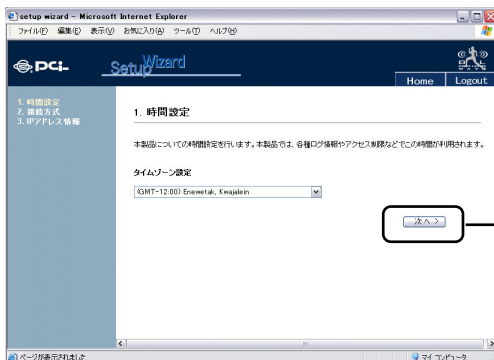 setup wizard - Microsoft Internet Explorer
ファイル(F) 編集(E) 表示(V) お気に入り(A) ツール(T) ヘルプ(H)
PCi
Setup Wizard
Home Logout
1. 時間設定
2. 接続方式
3. IPアドレス情報
1. 時間設定
本製品についての時間設定を行います。本製品では、各種ログ情報やアクセス制限などでこの時間が利用されます。
タイムゾーン設定
(GMT-12:00) Enewetak, Kwajalein
次へ >
ページが表示されました
マイ コンピュータ